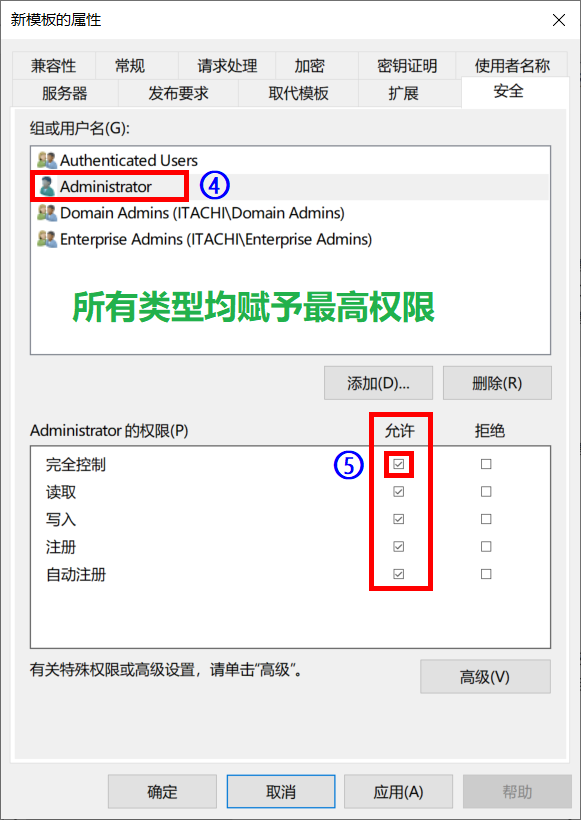 新模板的属性
兼容性 常规 请求处理 加密 密钥证明 使用者名称
服务器 发布要求 取代模板 扩展 安全
组或用户名(G):
Authenticated Users
Administrator ④
Domain Admins (ITACHI\Domain Admins)
Enterprise Admins (ITACHI\Enterprise Admins)
所有类型均赋予最高权限
添加(D)... 删除(R)
Administrator 的权限(P) 允许 拒绝
完全控制 ⑤
读取
写入
注册
自动注册
有关特殊权限或高级设置，请单击“高级”。
高级(V)
确定 取消 应用(A) 帮助